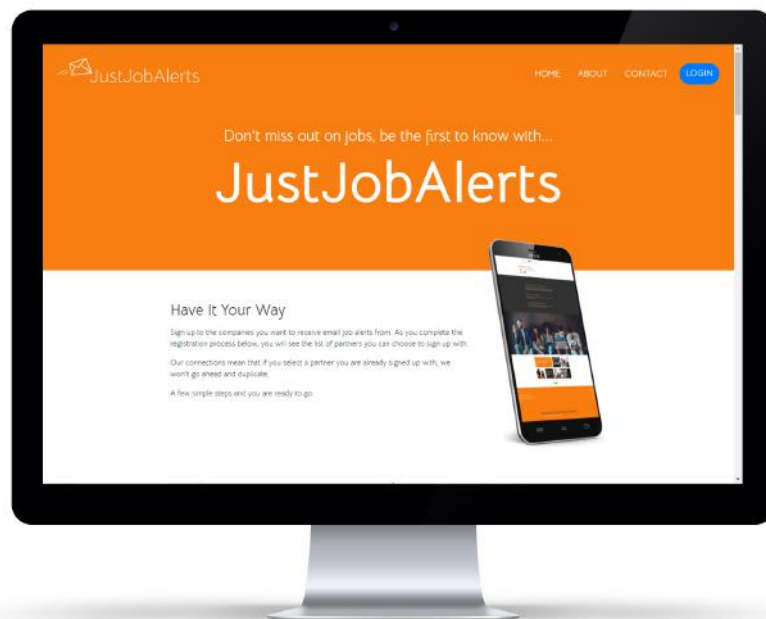 JustJobAlerts
HOME ABOUT CONTACT LOGIN
Don't miss out on jobs, be the first to know with...
JustJobAlerts
Have It Your Way
Sign up to the companies you want to receive email job alerts from. As you complete the
registration process below, you will see the list of partners you can choose to sign up with.
Our connections mean that if you select a partner you are already signed up with, we
won't go ahead and duplicate.
A few simple steps and you are ready to go.